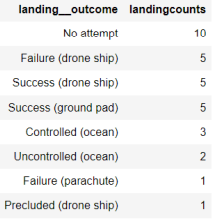 landing__outcome landingcounts
No attempt 10
Failure (drone ship) 5
Success (drone ship) 5
Success (ground pad) 5
Controlled (ocean) 3
Uncontrolled (ocean) 2
Failure (parachute) 1
Precluded (drone ship) 1